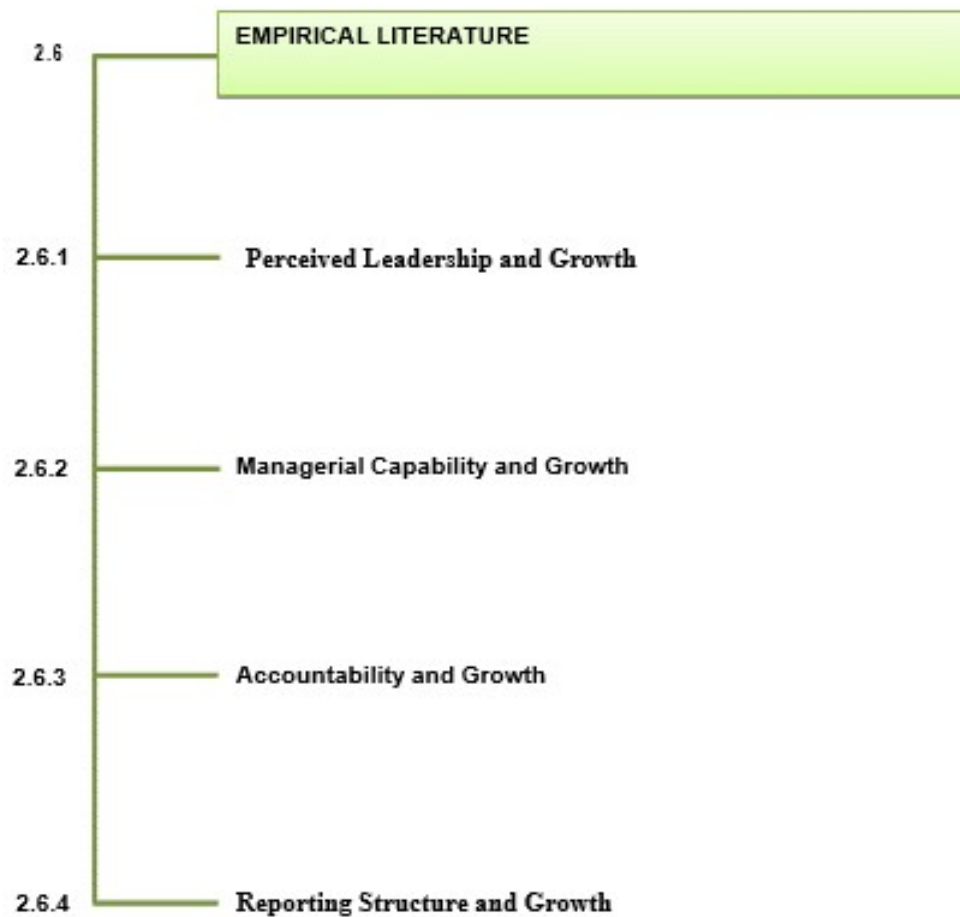 2.6 EMPIRICAL LITERATURE
2.6.1 Perceived Leadership and Growth
2.6.2 Managerial Capability and Growth
2.6.3 Accountability and Growth
2.6.4 Reporting Structure and Growth